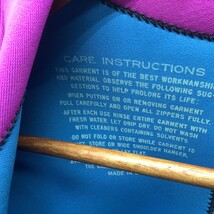 CARE INSTRUCTIONS
THIS GARMENT IS OF THE BEST WORKMANSHIP
AND MATERIAL. OBSERVE THE FOLLOWING SUG-
GESTIONS TO HELP PROLONG ITS LIFE.
WHEN PUTTING ON OR REMOVING GARMENT
PULL CAREFULLY AND OPEN ALL ZIPPERS FULLY.
AFTER EACH USE RINSE ENTIRE GARMENT WITH
FRESH WATER. LET DRIP DRY. DO NOT WASH
WITH CLEANERS CONTAINING SOLVENTS
DO NOT FOLD OR STORE WHILE GARMENT IS
STORE ON WIDE SHOULDER HANGER,
MADE IN